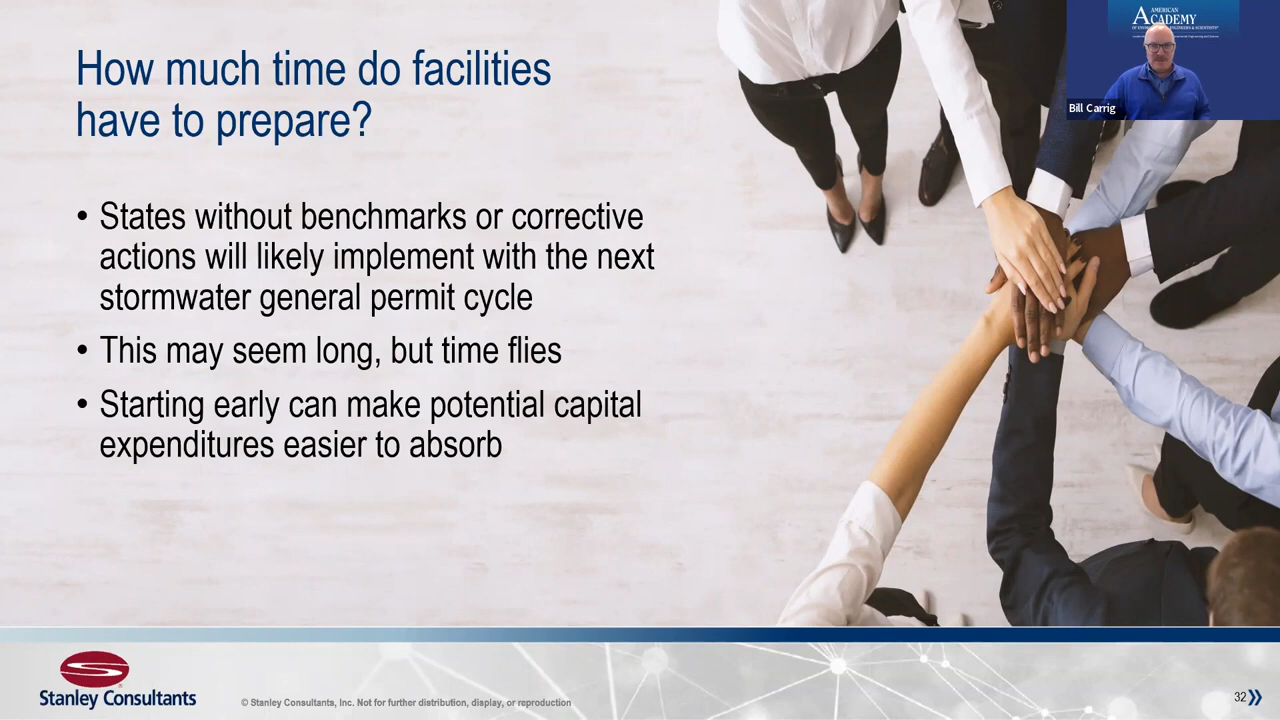 How much time do facilities
have to prepare?
• States without benchmarks or corrective
actions will likely implement with the next
stormwater general permit cycle
• This may seem long, but time flies
• Starting early can make potential capital
expenditures easier to absorb
AMERICAN
ACADEMY
Bill Carrig
Stanley Consultants
© Stanley Consultants, Inc. Not for further distribution, display, or reproduction
32